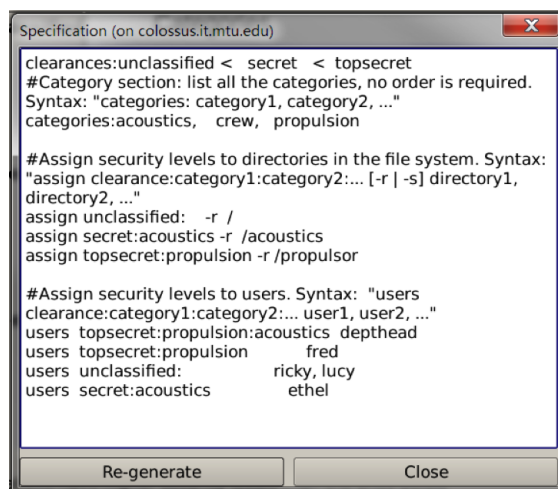 Specification (on colossus.it.mtu.edu)
clearances:unclassified < secret < topsecret
#Category section: list all the categories, no order is required.
Syntax: "categories: category1, category2, ..."
categories:acoustics, crew, propulsion
#Assign security levels to directories in the file system. Syntax:
"assign clearance:category1:category2:... [-r | -s] directory1,
directory2, ..."
assign unclassified: -r /
assign secret:acoustics -r /acoustics
assign topsecret:propulsion -r /propulsor
#Assign security levels to users. Syntax: "users
clearance:category1:category2:... user1, user2, ..."
users topsecret:propulsion:acoustics depthead
users topsecret:propulsion fred
users unclassified: ricky, lucy
users secret:acoustics ethel
Re-generate Close